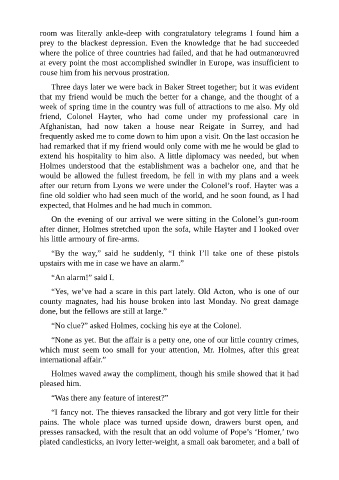 room was literally ankle-deep with congratulatory telegrams I found him a
prey to the blackest depression. Even the knowledge that he had succeeded
where the police of three countries had failed, and that he had outmanœuvred
at every point the most accomplished swindler in Europe, was insufficient to
rouse him from his nervous prostration.
Three days later we were back in Baker Street together; but it was evident
that my friend would be much the better for a change, and the thought of a
week of spring time in the country was full of attractions to me also. My old
friend, Colonel Hayter, who had come under my professional care in
Afghanistan, had now taken a house near Reigate in Surrey, and had
frequently asked me to come down to him upon a visit. On the last occasion he
had remarked that if my friend would only come with me he would be glad to
extend his hospitality to him also. A little diplomacy was needed, but when
Holmes understood that the establishment was a bachelor one, and that he
would be allowed the fullest freedom, he fell in with my plans and a week
after our return from Lyons we were under the Colonel’s roof. Hayter was a
fine old soldier who had seen much of the world, and he soon found, as I had
expected, that Holmes and he had much in common.
On the evening of our arrival we were sitting in the Colonel’s gun-room
after dinner, Holmes stretched upon the sofa, while Hayter and I looked over
his little armoury of fire-arms.
“By the way,” said he suddenly, “I think I’ll take one of these pistols
upstairs with me in case we have an alarm.”
“An alarm!” said I.
“Yes, we’ve had a scare in this part lately. Old Acton, who is one of our
county magnates, had his house broken into last Monday. No great damage
done, but the fellows are still at large.”
“No clue?” asked Holmes, cocking his eye at the Colonel.
“None as yet. But the affair is a petty one, one of our little country crimes,
which must seem too small for your attention, Mr. Holmes, after this great
international affair.”
Holmes waved away the compliment, though his smile showed that it had
pleased him.
“Was there any feature of interest?”
“I fancy not. The thieves ransacked the library and got very little for their
pains. The whole place was turned upside down, drawers burst open, and
presses ransacked, with the result that an odd volume of Pope’s ‘Homer,’ two
plated candlesticks, an ivory letter-weight, a small oak barometer, and a ball of